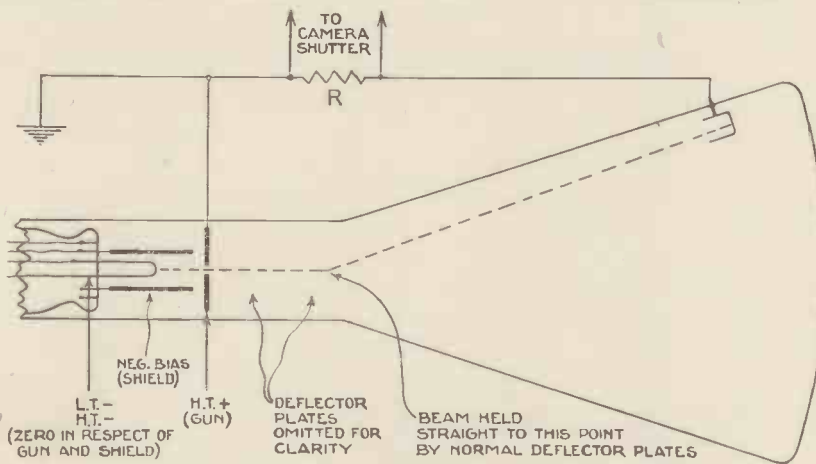 TO
CAMERA
SHUTTER
R
NEG. BIAS
(SHIELD)
L.T.-
H.T.-
(ZERO IN RESPECT OF
GUN AND SHIELD)
H.T.+
(GUN)
DEFLECTOR
PLATES
OMITTED FOR
CLARITY
BEAM HELD
STRAIGHT TO THIS POINT
BY NORMAL DEFLECTOR PLATES